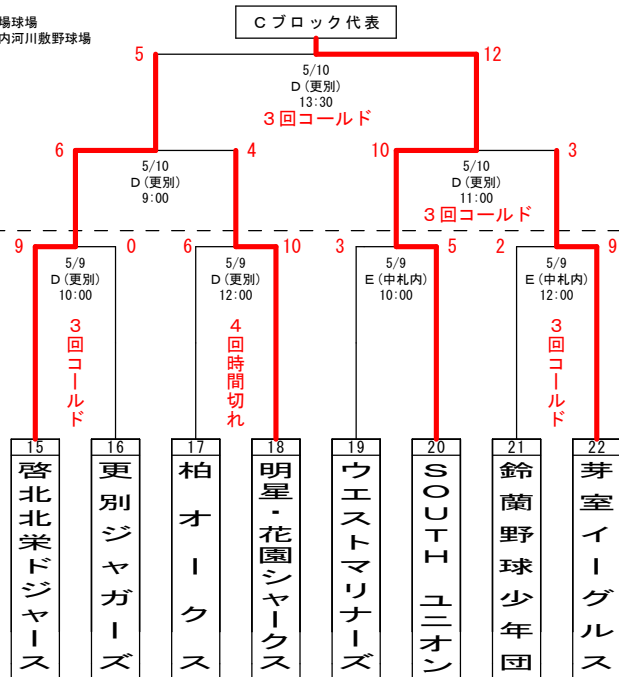 場球場
内河川敷野球場
Cブロック代表
5
12
5/10
D(更別)
13:30
3回コールド
6
4
10
3
5/10
D(更別)
9:00
5/10
D(更別)
11:00
3回コールド
9
0
6
10
3
5
2
9
5/9
D(更別)
10:00
5/9
D(更別)
12:00
5/9
E(中札内)
10:00
5/9
E(中札内)
12:00
3回コールド
4回時間切れ
3回コールド
15
16
17
18
19
20
21
22
啓北北栄ドジャース
更別ジャガーズ
柏オークス
明星・花園シャークス
ウエストマリナーズ
SOUTH ユニオン
鈴蘭野球少年団
芽室イーグルス